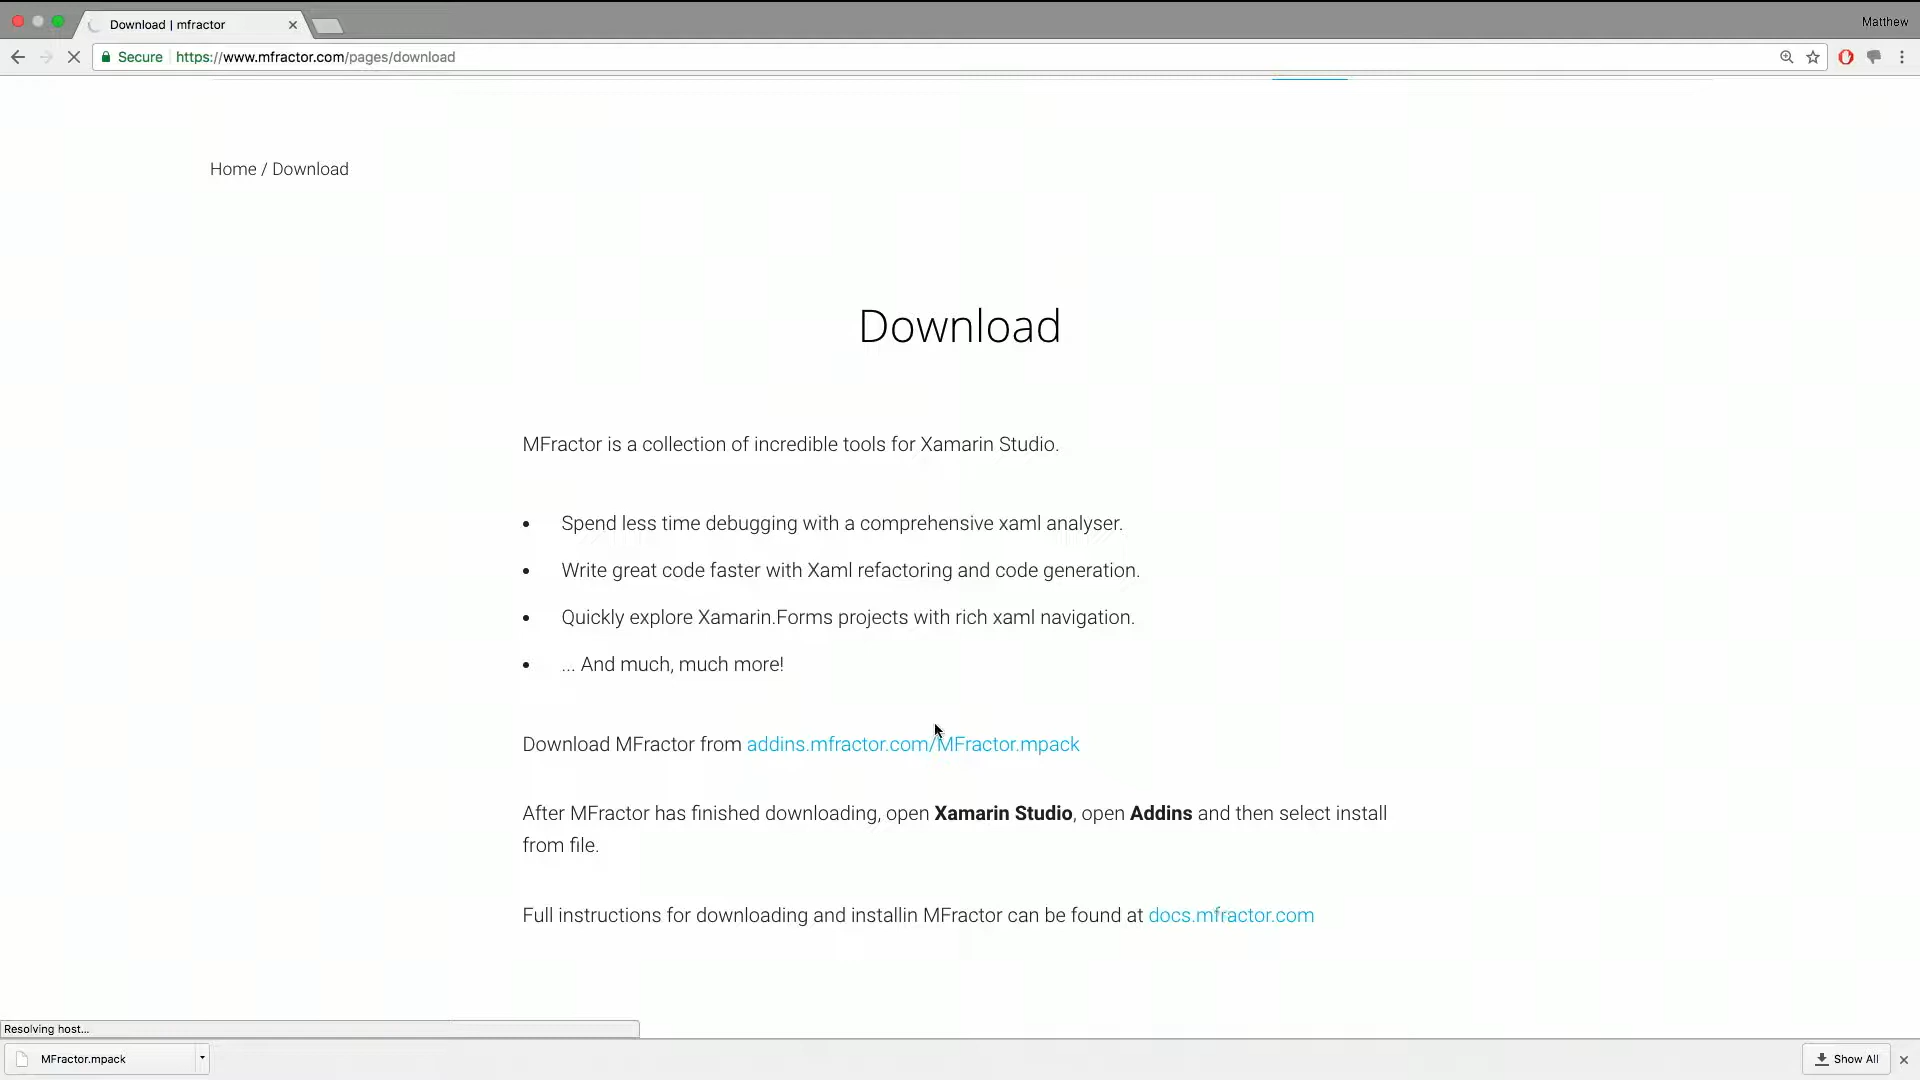 Download | mfractor
Matthew
Secure https://www.mfractor.com/pages/download
Home / Download
Download
MFractor is a collection of incredible tools for Xamarin Studio.
• Spend less time debugging with a comprehensive xaml analyser.
• Write great code faster with Xaml refactoring and code generation.
• Quickly explore Xamarin.Forms projects with rich xaml navigation.
• ... And much, much more!
Download MFractor from addins.mfractor.com/MFractor.mpack
After MFractor has finished downloading, open Xamarin Studio, open Addins and then select install
from file.
Full instructions for downloading and installin MFractor can be found at docs.mfractor.com
Resolving host...
MFractor.mpack
Show All